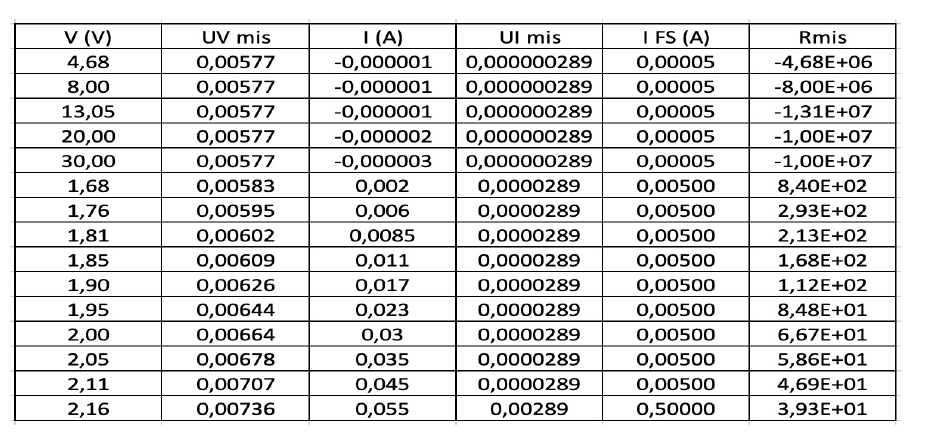 V (V) UV mis I (A) UI mis I FS (A) Rmis
4,68 0,00577 -0,000001 0,000000289 0,00005 -4,68E+06
8,00 0,00577 -0,000001 0,000000289 0,00005 -8,00E+06
13,05 0,00577 -0,000001 0,000000289 0,00005 -1,31E+07
20,00 0,00577 -0,000002 0,000000289 0,00005 -1,00E+07
30,00 0,00577 -0,000003 0,000000289 0,00005 -1,00E+07
1,68 0,00583 0,002 0,0000289 0,00500 8,40E+02
1,76 0,00595 0,006 0,0000289 0,00500 2,93E+02
1,81 0,00602 0,0085 0,0000289 0,00500 2,13E+02
1,85 0,00609 0,011 0,0000289 0,00500 1,68E+02
1,90 0,00626 0,017 0,0000289 0,00500 1,12E+02
1,95 0,00644 0,023 0,0000289 0,00500 8,48E+01
2,00 0,00664 0,03 0,0000289 0,00500 6,67E+01
2,05 0,00678 0,035 0,0000289 0,00500 5,86E+01
2,11 0,00707 0,045 0,0000289 0,00500 4,69E+01
2,16 0,00736 0,055 0,00289 0,50000 3,93E+01